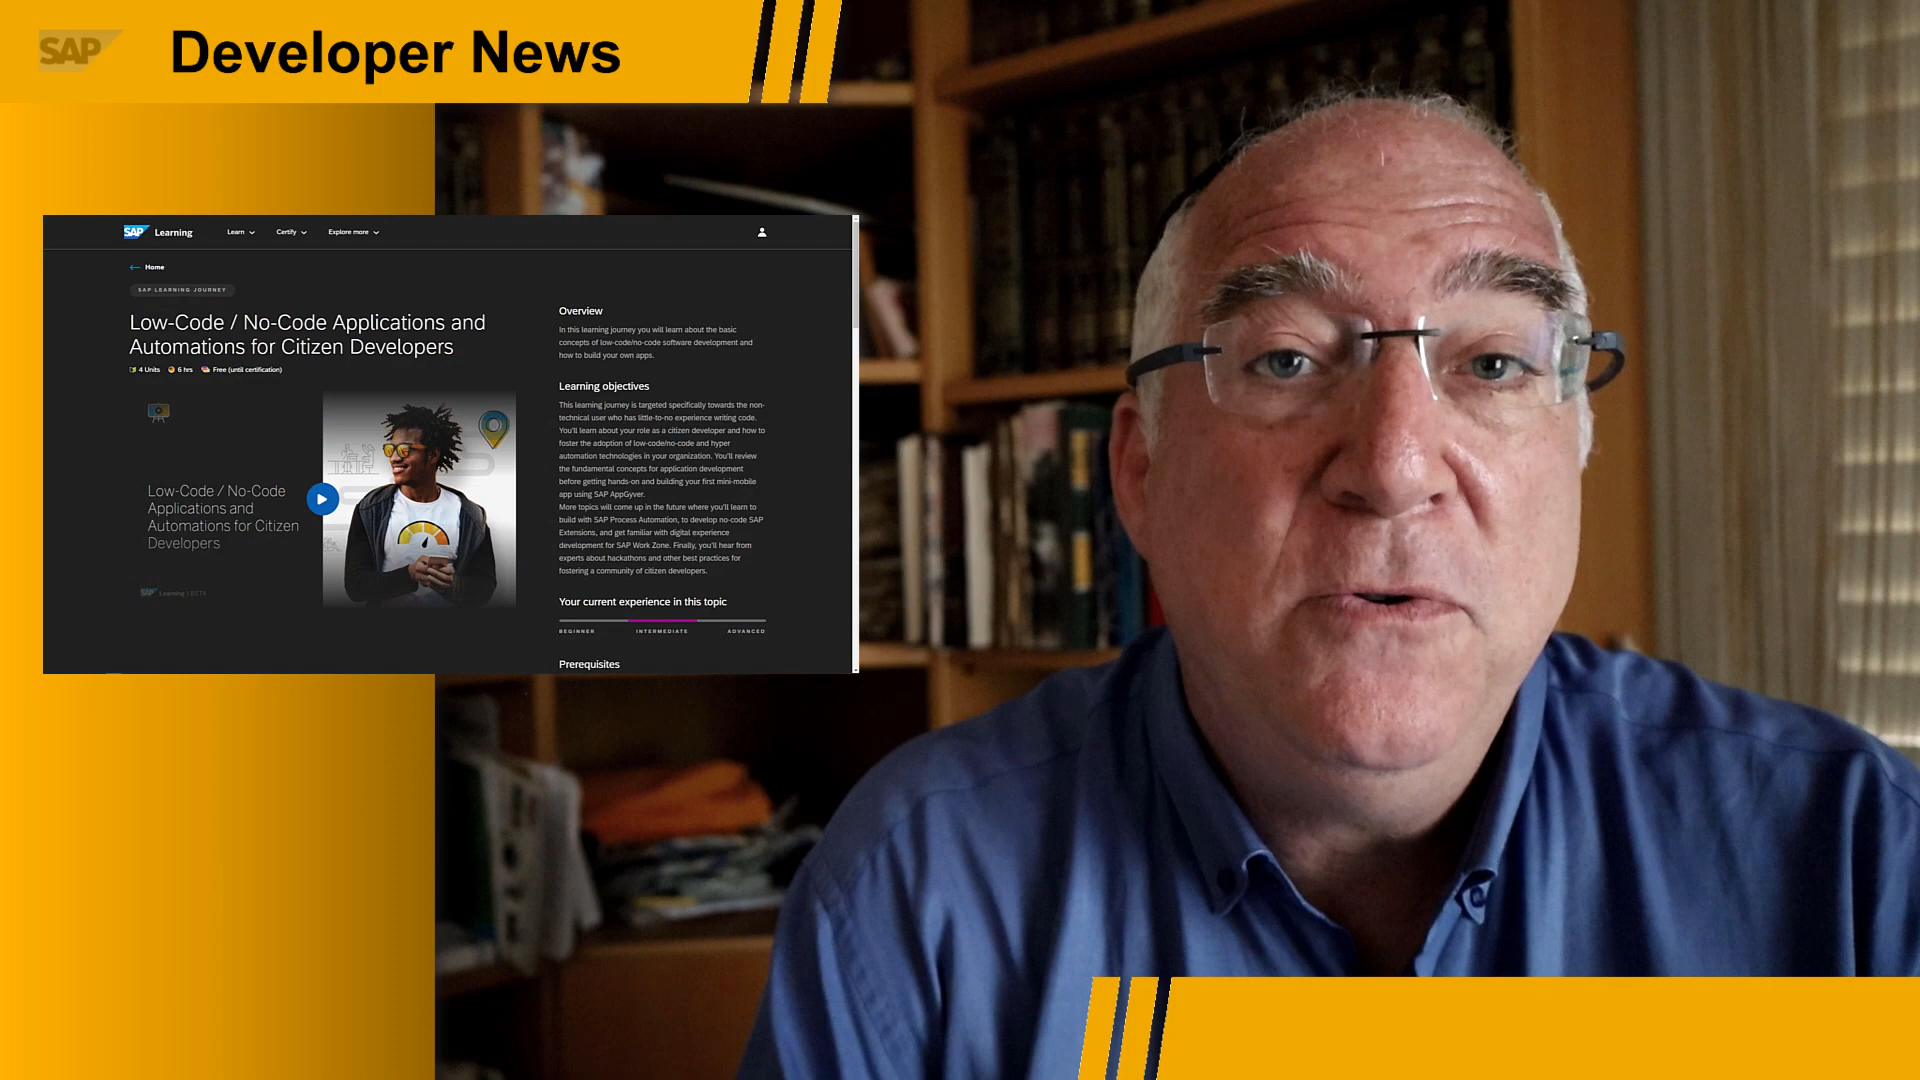 SAP
Developer News
SAP Learning
Learn
Certify
Explore more
Home
SAP LEARNING JOURNEY
Low-Code / No-Code Applications and
Automations for Citizen Developers
4 Units
6 hrs
Free (until certification)
Low-Code / No-Code
Applications and
Automations for Citizen
Developers
SAP Learning | BETA
Overview
In this learning journey you will learn about the basic
concepts of low-code/no-code software development and
how to build your own apps.
Learning objectives
This learning journey is targeted specifically towards the non-
technical user who has little-to-no experience writing code.
You'll learn about your role as a citizen developer and how to
foster the adoption of low-code/no-code and hyper
automation technologies in your organization. You'll review
the fundamental concepts for application development
before getting hands-on and building your first mini-mobile
app using SAP AppGyver.
More topics will come up in the future where you'll learn to
build with SAP Process Automation, to develop no-code SAP
Extensions, and get familiar with digital experience
development for SAP Work Zone. Finally, you'll hear from
experts about hackathons and other best practices for
fostering a community of citizen developers.
Your current experience in this topic
BEGINNER
INTERMEDIATE
ADVANCED
Prerequisites